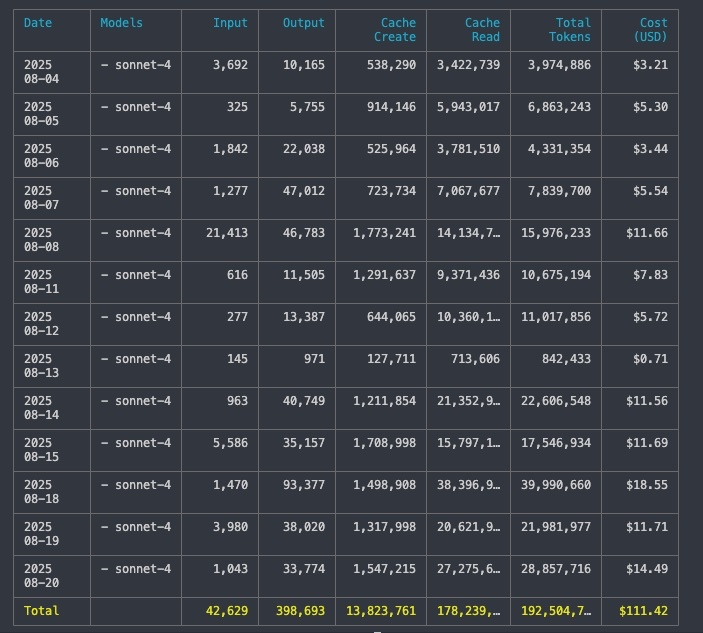 Date Models Input Output Cache Create Cache Read Total Tokens Cost (USD)
2025 08-04 - sonnet-4 3,692 10,165 538,290 3,422,739 3,974,886 $3.21
2025 08-05 - sonnet-4 325 5,755 914,146 5,943,017 6,863,243 $5.30
2025 08-06 - sonnet-4 1,842 22,038 525,964 3,781,510 4,331,354 $3.44
2025 08-07 - sonnet-4 1,277 47,012 723,734 7,067,677 7,839,700 $5.54
2025 08-08 - sonnet-4 21,413 46,783 1,773,241 14,134,7… 15,976,233 $11.66
2025 08-11 - sonnet-4 616 11,505 1,291,637 9,371,436 10,675,194 $7.83
2025 08-12 - sonnet-4 277 13,387 644,065 10,360,1… 11,017,856 $5.72
2025 08-13 - sonnet-4 145 971 127,711 713,606 842,433 $0.71
2025 08-14 - sonnet-4 963 40,749 1,211,854 21,352,9… 22,606,548 $11.56
2025 08-15 - sonnet-4 5,586 35,157 1,708,998 15,797,1… 17,546,934 $11.69
2025 08-18 - sonnet-4 1,470 93,377 1,498,908 38,396,9… 39,990,660 $18.55
2025 08-19 - sonnet-4 3,980 38,020 1,317,998 20,621,9… 21,981,977 $11.71
2025 08-20 - sonnet-4 1,043 33,774 1,547,215 27,275,6… 28,857,716 $14.49
Total 42,629 398,693 13,823,761 178,239,… 192,504,7… $111.42